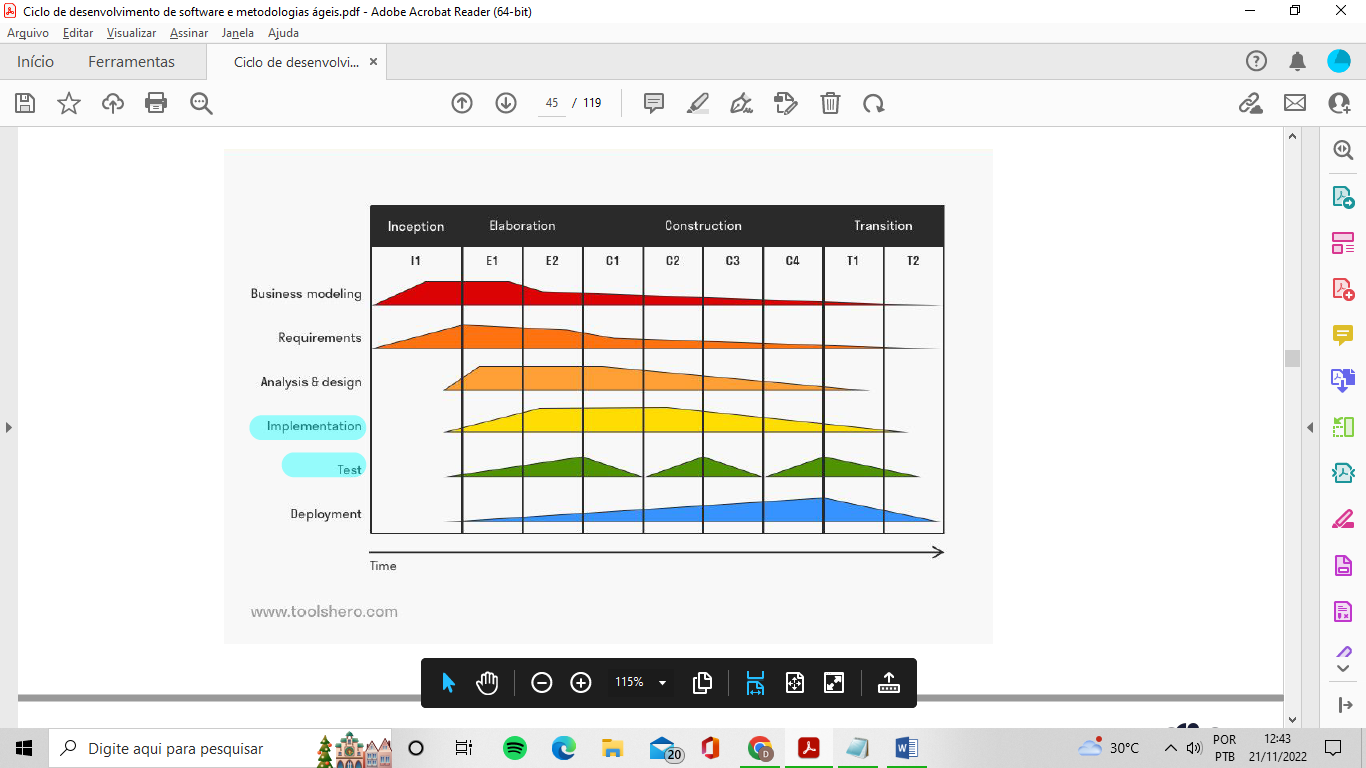 Ciclo de desenvolvimento de software e metodologias ágeis.pdf - Adobe Acrobat Reader (64-bit)
Arquivo Editar Visualizar Assinar Janela Ajuda
Início Ferramentas Ciclo de desenvolvi... ×
45 / 119
Inception Elaboration Construction Transition
I1 E1 E2 C1 C2 C3 C4 T1 T2
Business modeling
Requirements
Analysis & design
Implementation
Test
Deployment
Time
www.toolshero.com
115%
Digite aqui para pesquisar
20
D
30°C
POR
PTB
12:43
21/11/2022